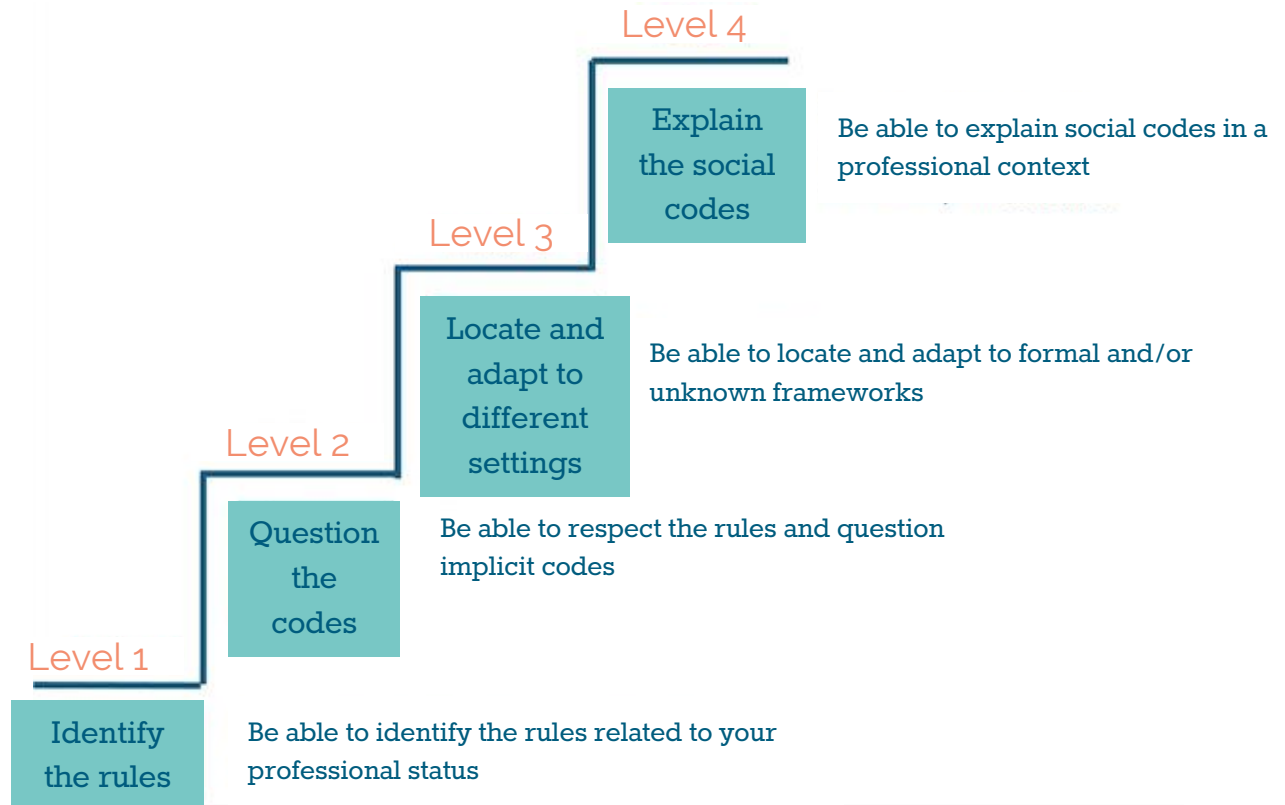 Level 4
Explain
the social
codes
Be able to explain social codes in a
professional context
Level 3
Locate and
adapt to
different
settings
Be able to locate and adapt to formal and/or
unknown frameworks
Level 2
Question
the
codes
Be able to respect the rules and question
implicit codes
Level 1
Identify
the rules
Be able to identify the rules related to your
professional status